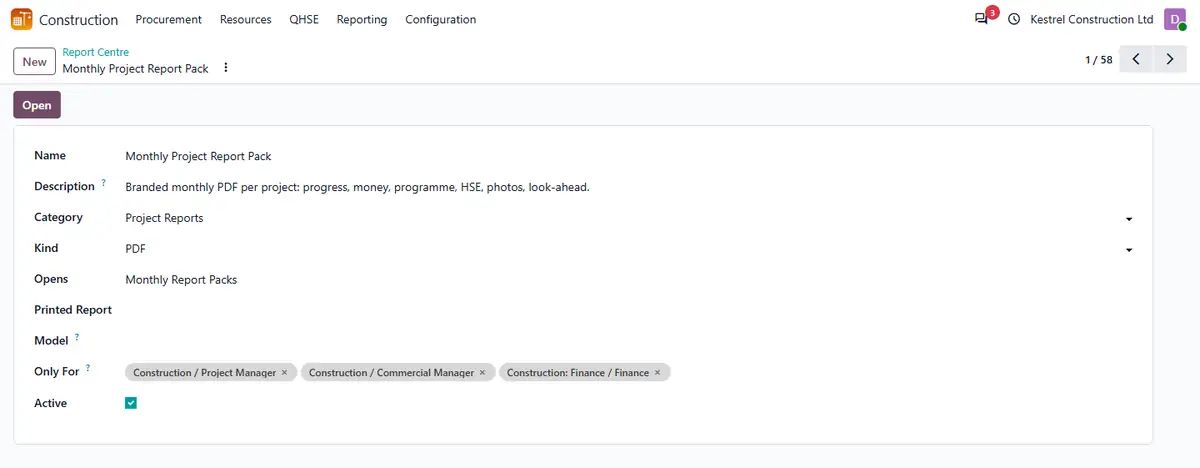 Construction Procurement Resources QHSE Reporting Configuration 3 Kestrel Construction Ltd D
New Report Centre
Monthly Project Report Pack
1 / 58
Open
Name Monthly Project Report Pack
Description ? Branded monthly PDF per project: progress, money, programme, HSE, photos, look-ahead.
Category Project Reports
Kind PDF
Opens Monthly Report Packs
Printed Report
Model ?
Only For ? Construction / Project Manager × Construction / Commercial Manager × Construction: Finance / Finance ×
Active